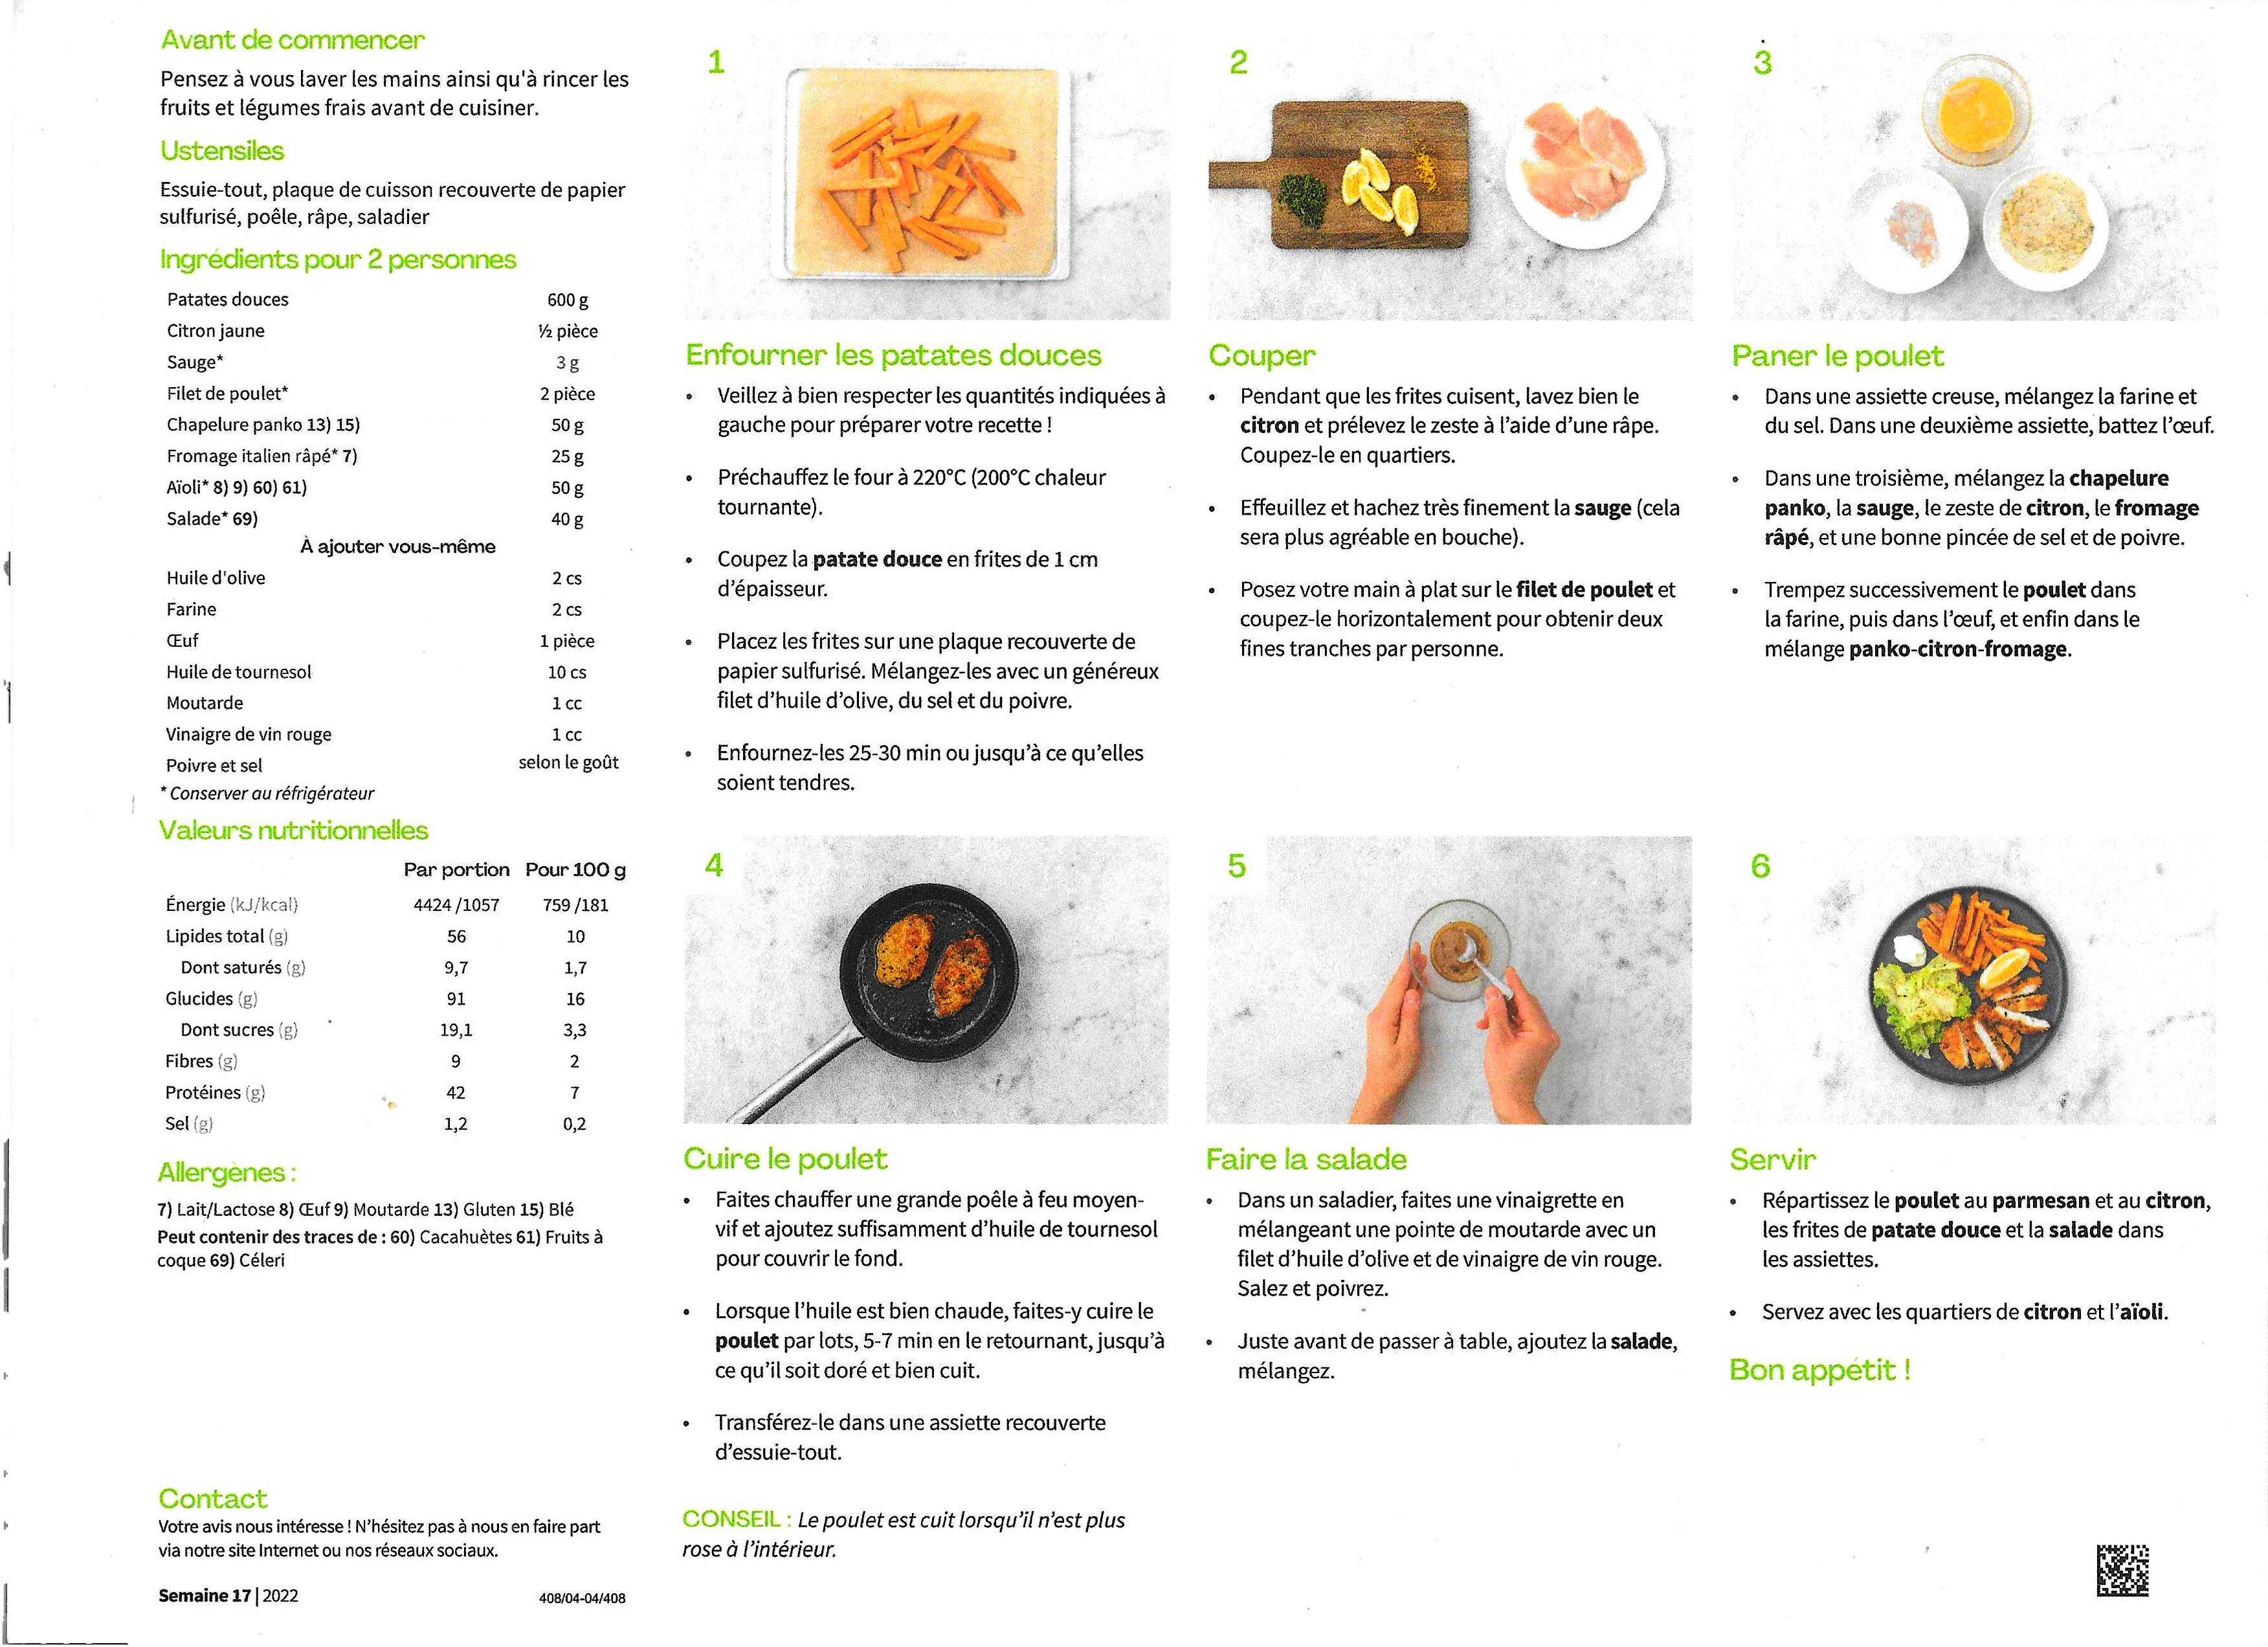 Avant de commencer
Pensez à vous laver les mains ainsi qu'à rincer les
fruits et légumes frais avant de cuisiner.
Ustensiles
Essuie-tout, plaque de cuisson recouverte de papier
sulfurisé, poêle, râpe, saladier
Ingrédients pour 2 personnes
Patates douces 600 g
Citron jaune ½ pièce
Sauge* 3 g
Filet de poulet* 2 pièce
Chapelure panko 13) 15) 50 g
Fromage italien râpé* 7) 25 g
Aïoli* 8) 9) 60) 61) 50 g
Salade* 69) 40 g
À ajouter vous-même
Huile d'olive 2 cs
Farine 2 cs
Œuf 1 pièce
Huile de tournesol 10 cs
Moutarde 1 cc
Vinaigre de vin rouge 1 cc
Poivre et sel selon le goût
* Conserver au réfrigérateur
Valeurs nutritionnelles
Par portion Pour 100 g
Énergie (kJ/kcal) 4424 /1057 759 /181
Lipides total (g) 56 10
Dont saturés (g) 9,7 1,7
Glucides (g) 91 16
Dont sucres (g) 19,1 3,3
Fibres (g) 9 2
Protéines (g) 42 7
Sel (g) 1,2 0,2
Allergènes :
7) Lait/Lactose 8) Œuf 9) Moutarde 13) Gluten 15) Blé
Peut contenir des traces de : 60) Cacahuètes 61) Fruits à
coque 69) Céleri
Contact
Votre avis nous intéresse ! N'hésitez pas à nous en faire part
via notre site Internet ou nos réseaux sociaux.
Semaine 17 | 2022 408/04-04/408
1
Enfourner les patates douces
• Veillez à bien respecter les quantités indiquées à
gauche pour préparer votre recette !
• Préchauffez le four à 220°C (200°C chaleur
tournante).
• Coupez la patate douce en frites de 1 cm
d'épaisseur.
• Placez les frites sur une plaque recouverte de
papier sulfurisé. Mélangez-les avec un généreux
filet d'huile d'olive, du sel et du poivre.
• Enfournez-les 25-30 min ou jusqu'à ce qu'elles
soient tendres.
2
Couper
• Pendant que les frites cuisent, lavez bien le
citron et prélevez le zeste à l'aide d'une râpe.
Coupez-le en quartiers.
• Effeuillez et hachez très finement la sauge (cela
sera plus agréable en bouche).
• Posez votre main à plat sur le filet de poulet et
coupez-le horizontalement pour obtenir deux
fines tranches par personne.
3
Paner le poulet
• Dans une assiette creuse, mélangez la farine et
du sel. Dans une deuxième assiette, battez l'œuf.
• Dans une troisième, mélangez la chapelure
panko, la sauge, le zeste de citron, le fromage
râpé, et une bonne pincée de sel et de poivre.
• Trempez successivement le poulet dans
la farine, puis dans l'œuf, et enfin dans le
mélange panko-citron-fromage.
4
Cuire le poulet
• Faites chauffer une grande poêle à feu moyen-
vif et ajoutez suffisamment d'huile de tournesol
pour couvrir le fond.
• Lorsque l'huile est bien chaude, faites-y cuire le
poulet par lots, 5-7 min en le retournant, jusqu'à
ce qu'il soit doré et bien cuit.
• Transférez-le dans une assiette recouverte
d'essuie-tout.
CONSEIL : Le poulet est cuit lorsqu'il n'est plus
rose à l'intérieur.
5
Faire la salade
• Dans un saladier, faites une vinaigrette en
mélangeant une pointe de moutarde avec un
filet d'huile d'olive et de vinaigre de vin rouge.
Salez et poivrez.
• Juste avant de passer à table, ajoutez la salade,
mélangez.
6
Servir
• Répartissez le poulet au parmesan et au citron,
les frites de patate douce et la salade dans
les assiettes.
• Servez avec les quartiers de citron et l'aïoli.
Bon appétit !